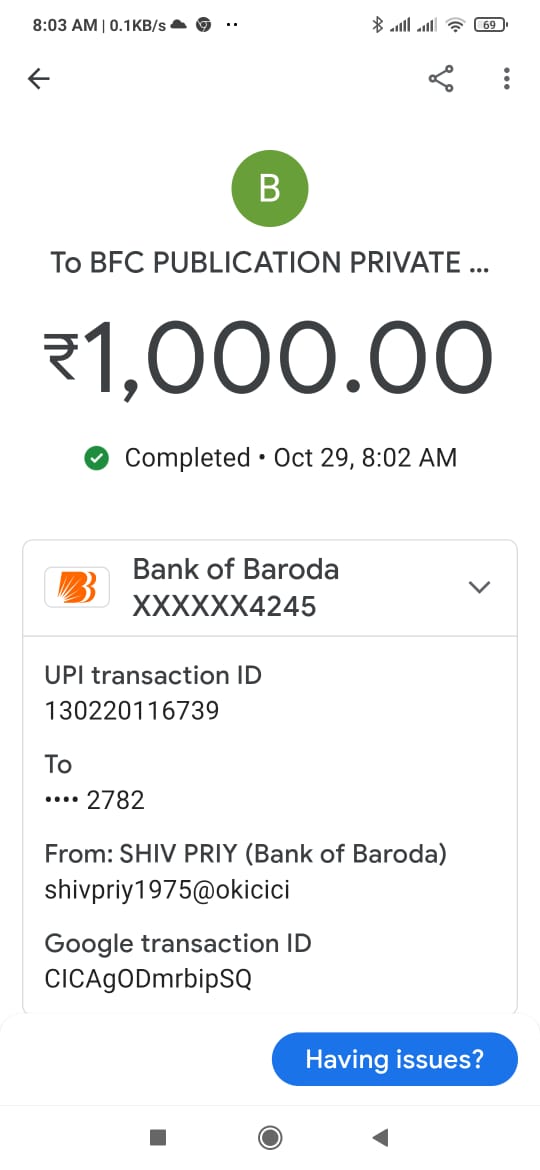 8:03 AM | 0.1KB/s
69
B
To BFC PUBLICATION PRIVATE ...
₹1,000.00
Completed • Oct 29, 8:02 AM
Bank of Baroda
XXXXXX4245
UPI transaction ID
130220116739
To
•••• 2782
From: SHIV PRIY (Bank of Baroda)
shivpriy1975@okicici
Google transaction ID
CICAgODmrbipSQ
Having issues?